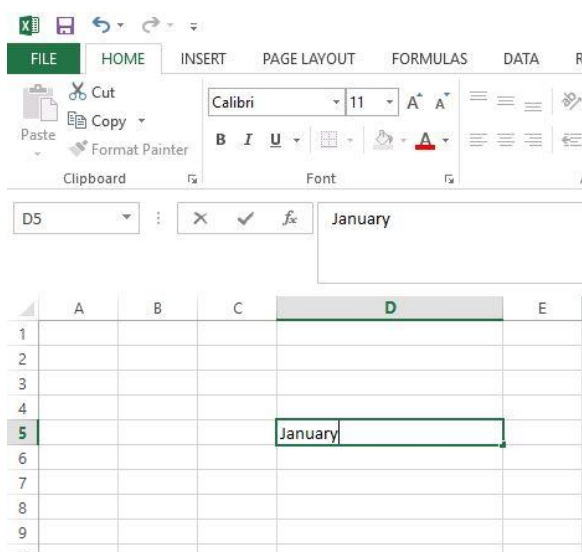 FILE HOME INSERT PAGE LAYOUT FORMULAS DATA
Cut
Calibri 11 A A
Copy
Paste
Format Painter
B I U A
Clipboard Font
D5 fx January
A B C D E
1
2
3
4
5 January
6
7
8
9